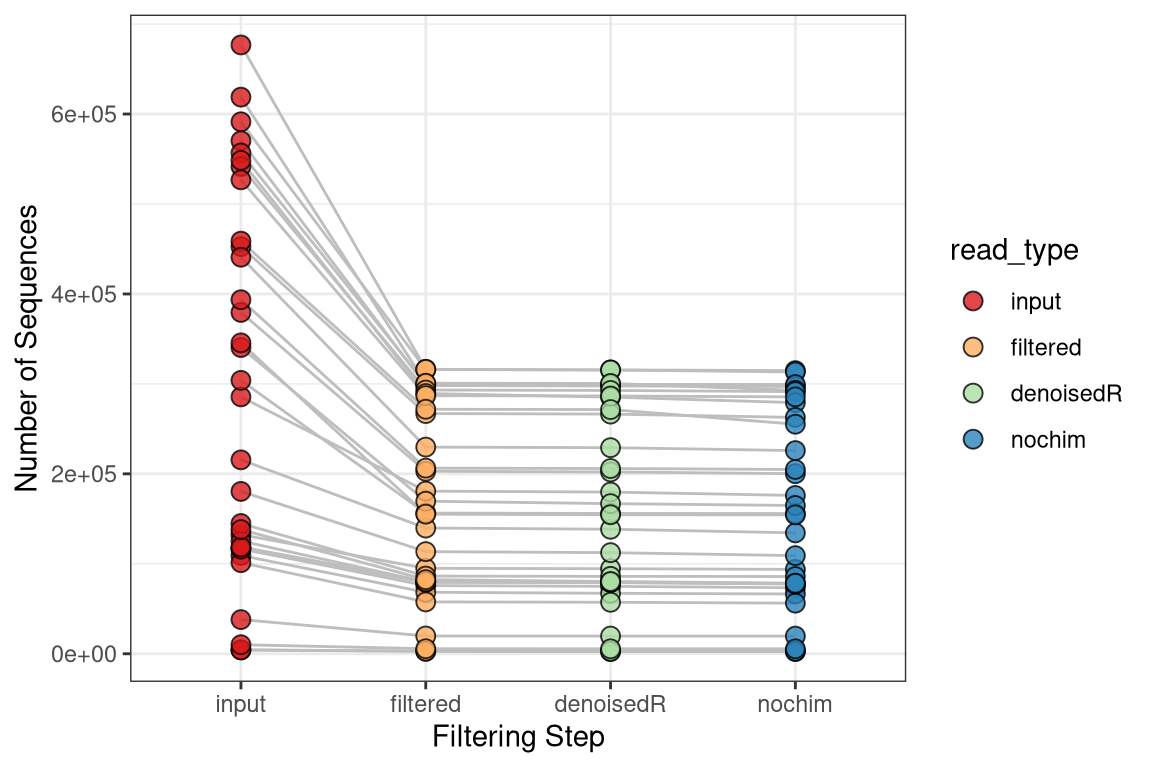 Number of Sequences
6e+05
4e+05
2e+05
0e+00
input
filtered
denoisedR
nochim
Filtering Step
read_type
input
filtered
denoisedR
nochim